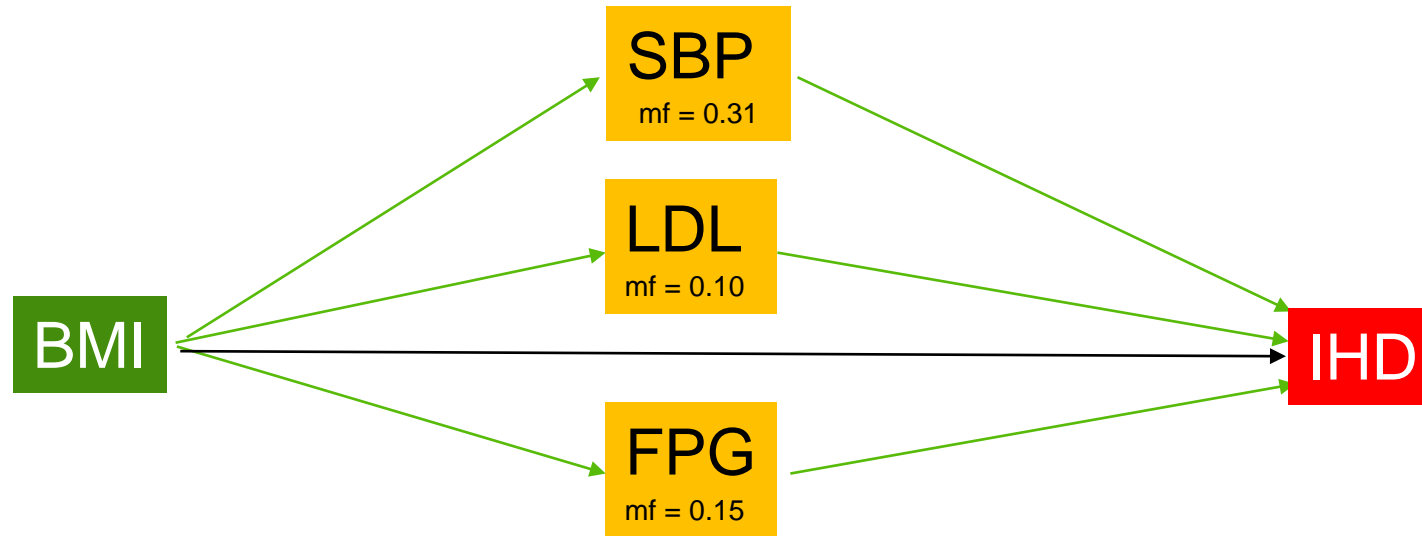 SBP
mf = 0.31
LDL
mf = 0.10
BMI
IHD
FPG
mf = 0.15